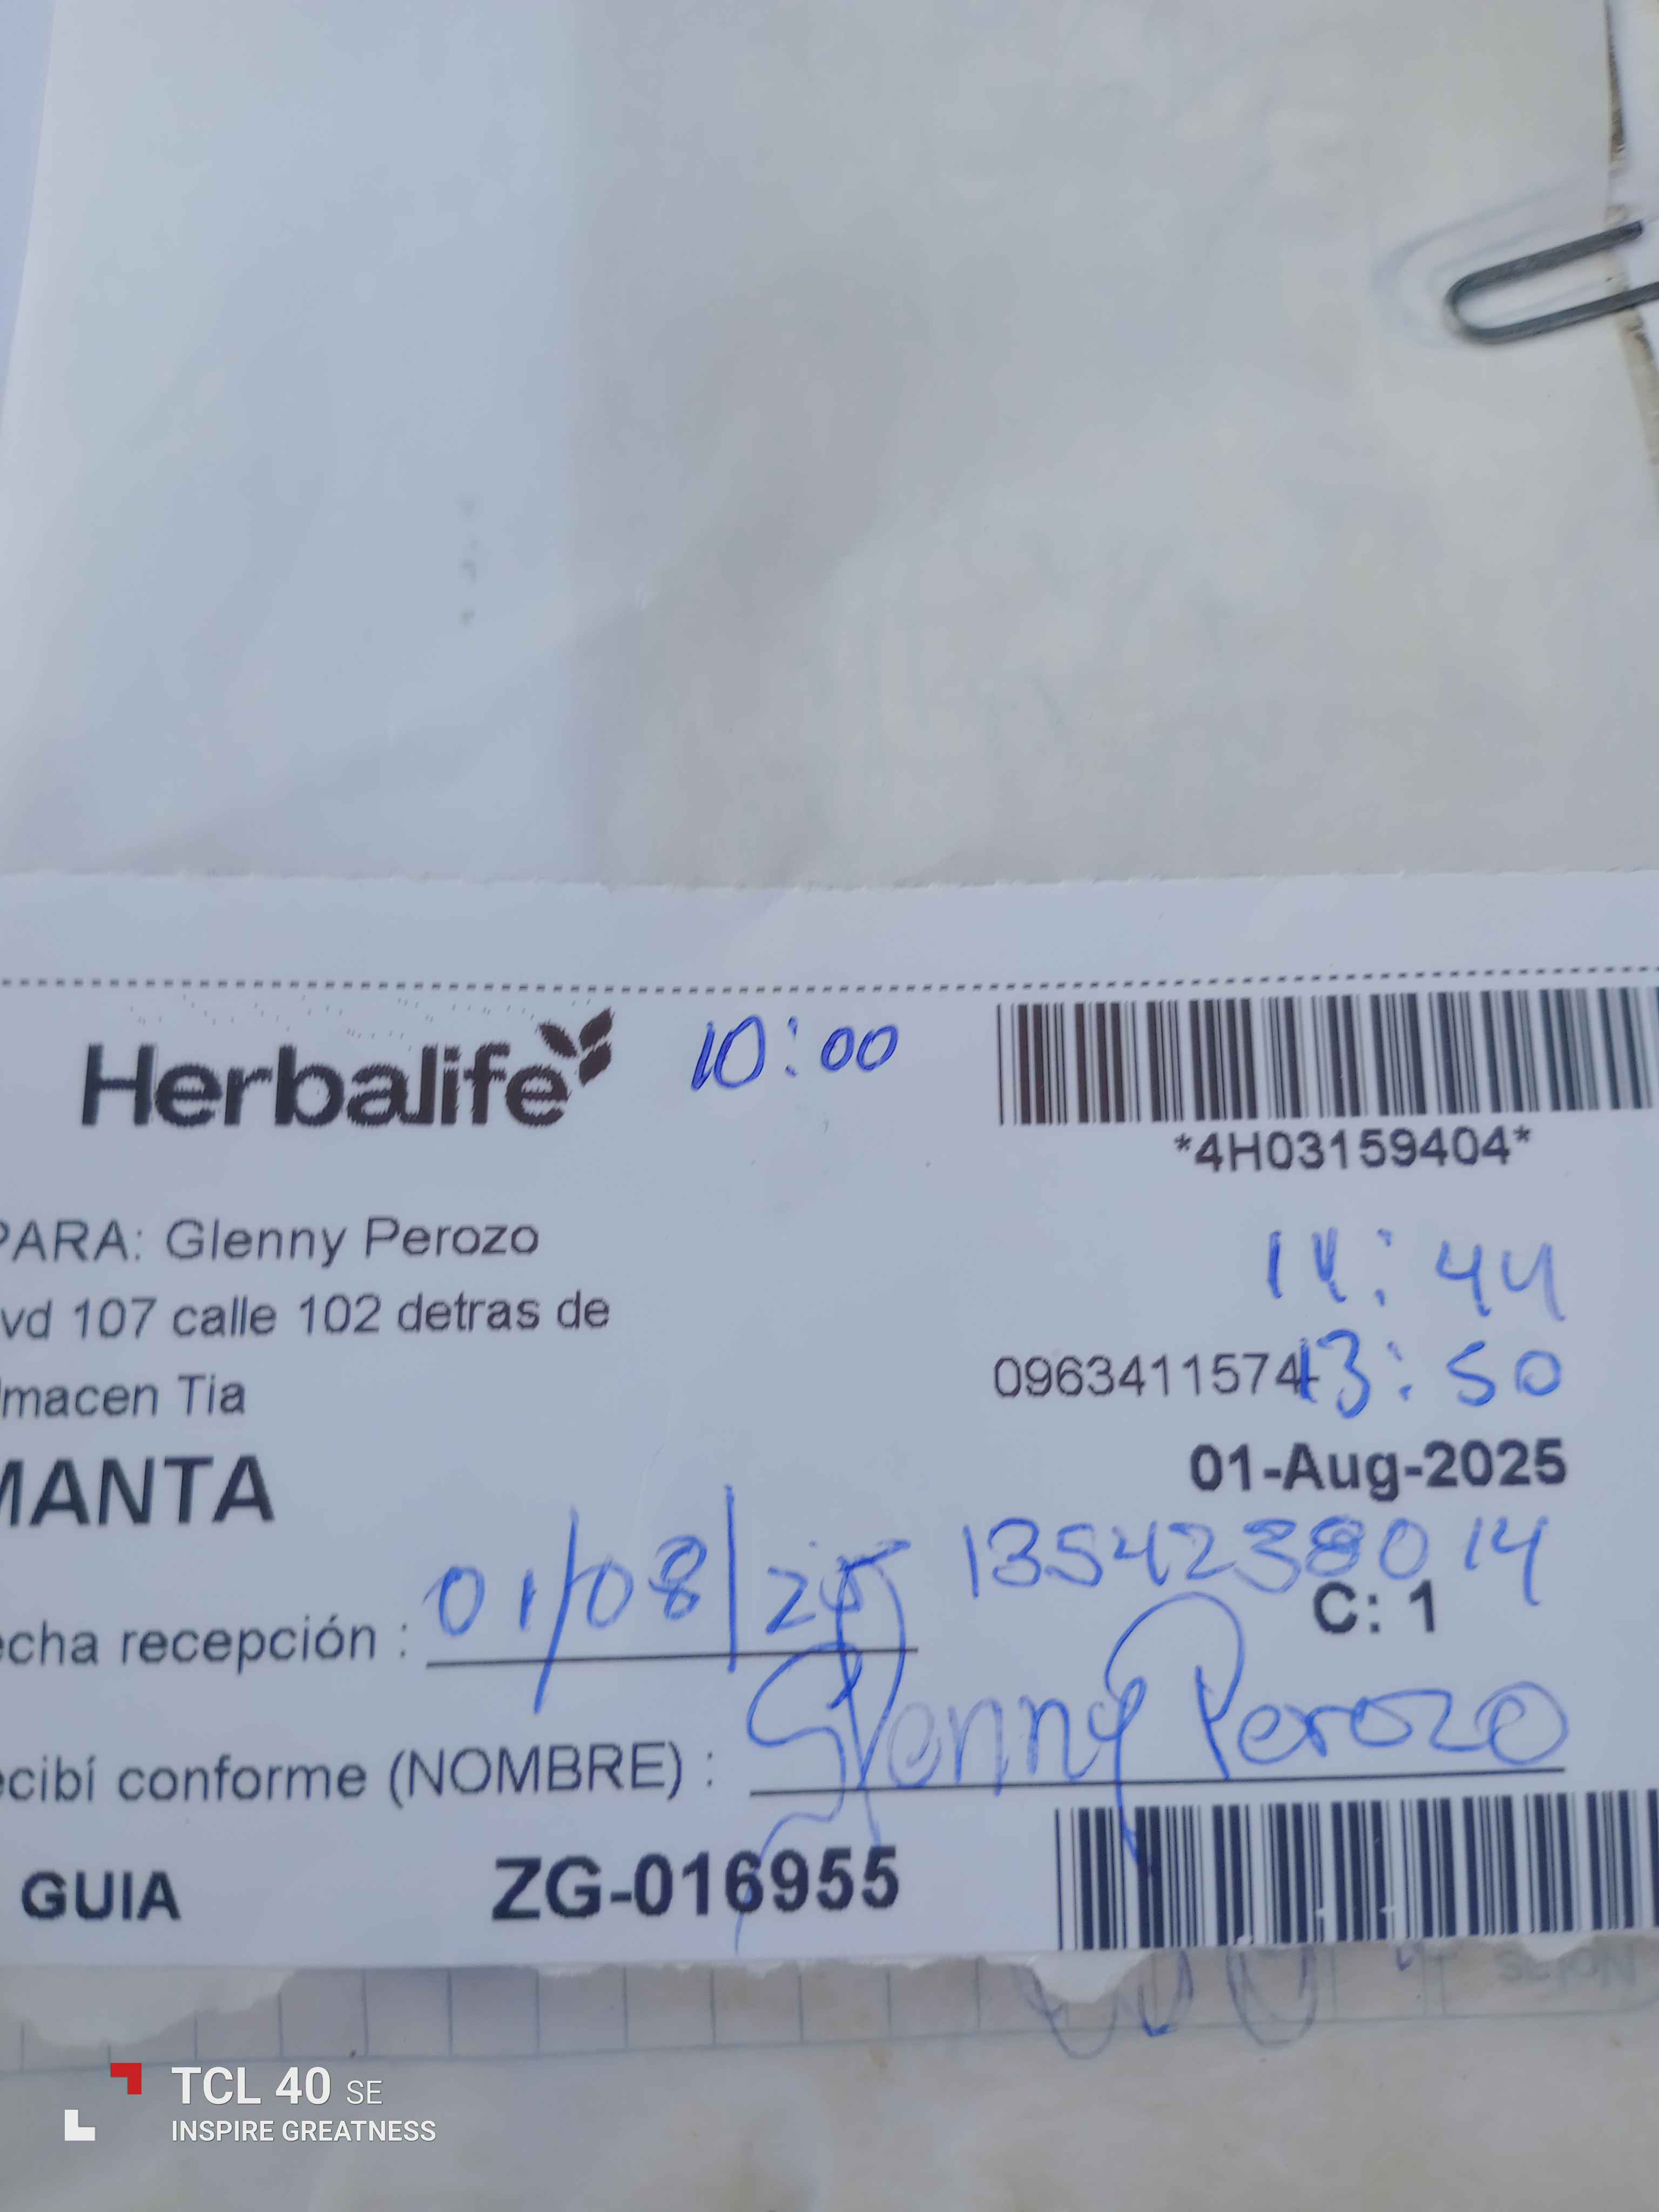 Herbalife 10:00
*4H03159404*
PARA: Glenny Perozo
14:44
vd 107 calle 102 detras de
0963411574 13:50
lmacen Tia
01-Aug-2025
MANTA
01/08/25 1354238014
C: 1
echa recepción :
ecibí conforme (NOMBRE) : Glenny Perozo
GUIA ZG-016955
Notas
TCL 40 SE
INSPIRE GREATNESS